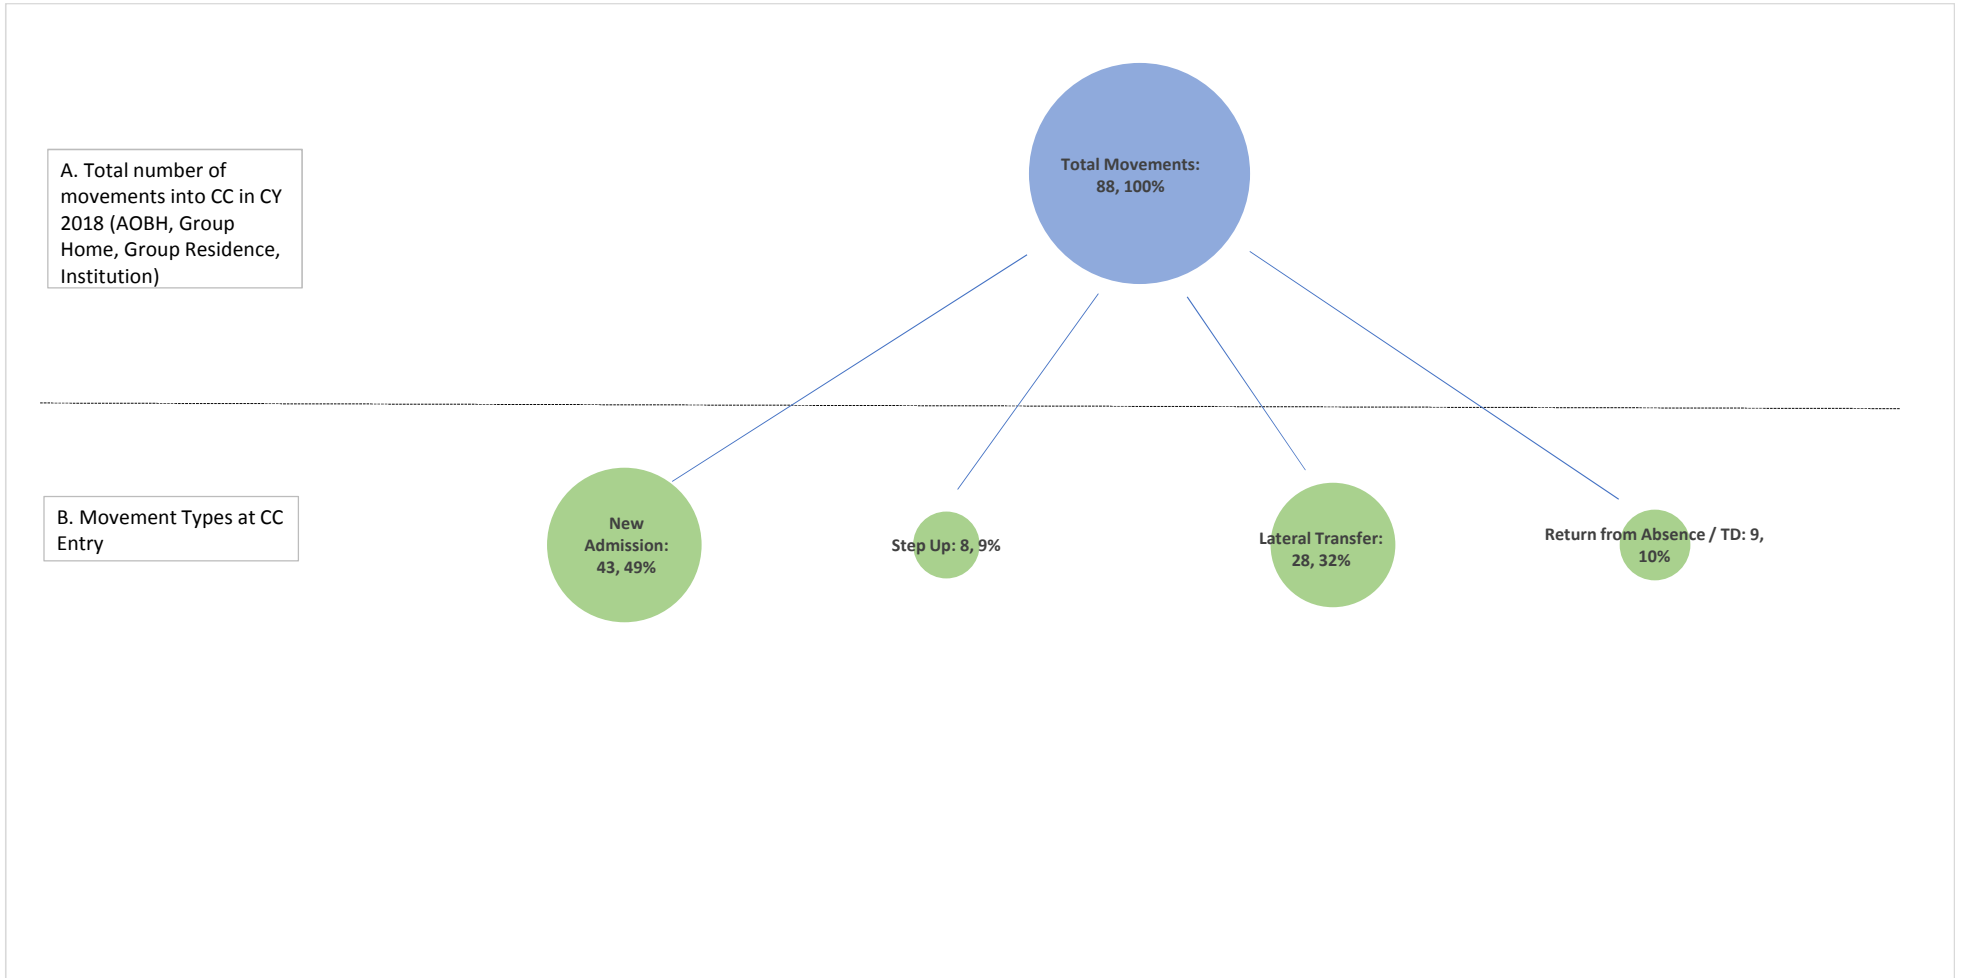 A. Total number of
movements into CC in CY
2018 (AOBH, Group
Home, Group Residence,
Institution)
Total Movements:
88, 100%
B. Movement Types at CC
Entry
New
Admission:
43, 49%
Step Up: 8, 9%
Lateral Transfer:
28, 32%
Return from Absence / TD: 9,
10%